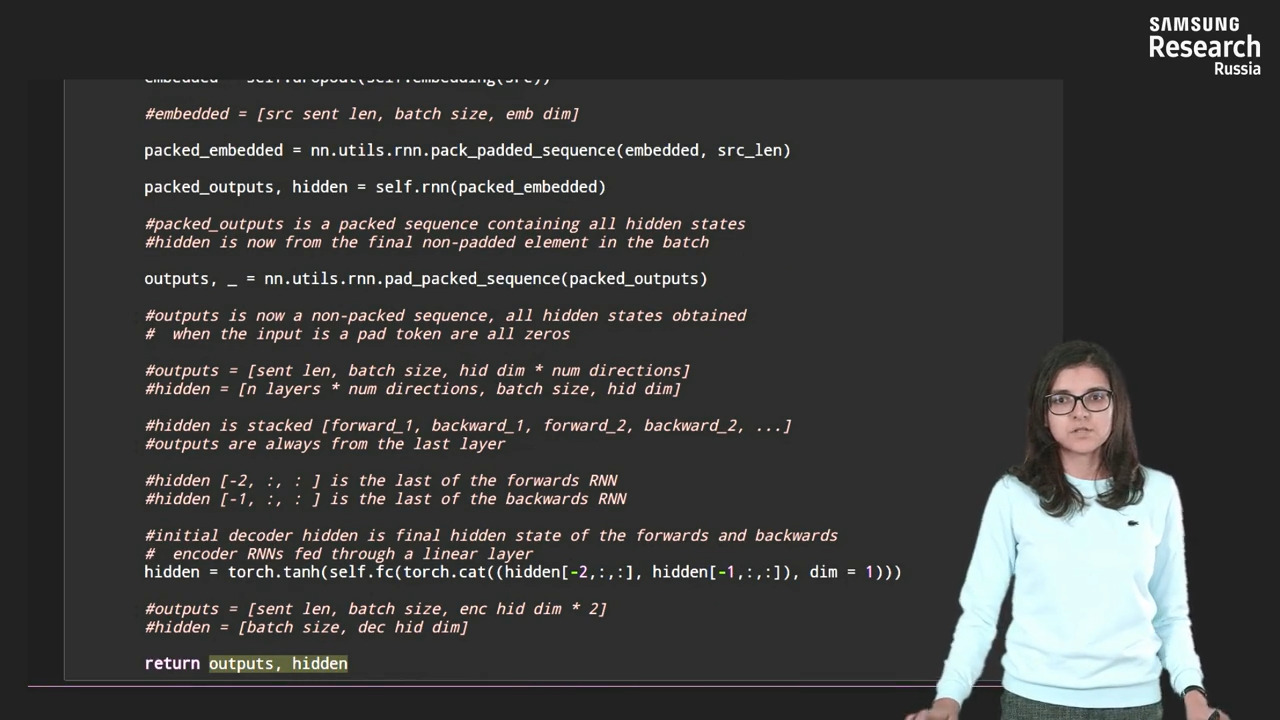 SAMSUNG
Research
Russia
embedded = self.dropout(self.embedding(src))
#embedded = [src sent len, batch size, emb dim]
packed_embedded = nn.utils.rnn.pack_padded_sequence(embedded, src_len)
packed_outputs, hidden = self.rnn(packed_embedded)
#packed_outputs is a packed sequence containing all hidden states
#hidden is now from the final non-padded element in the batch
outputs, _ = nn.utils.rnn.pad_packed_sequence(packed_outputs)
#outputs is now a non-packed sequence, all hidden states obtained
#  when the input is a pad token are all zeros
#outputs = [sent len, batch size, hid dim * num directions]
#hidden = [n layers * num directions, batch size, hid dim]
#hidden is stacked [forward_1, backward_1, forward_2, backward_2, ...]
#outputs are always from the last layer
#hidden [-2, :, : ] is the last of the forwards RNN
#hidden [-1, :, : ] is the last of the backwards RNN
#initial decoder hidden is final hidden state of the forwards and backwards
#  encoder RNNs fed through a linear layer
hidden = torch.tanh(self.fc(torch.cat((hidden[-2,:,:], hidden[-1,:,:]), dim = 1)))
#outputs = [sent len, batch size, enc hid dim * 2]
#hidden = [batch size, dec hid dim]
return outputs, hidden